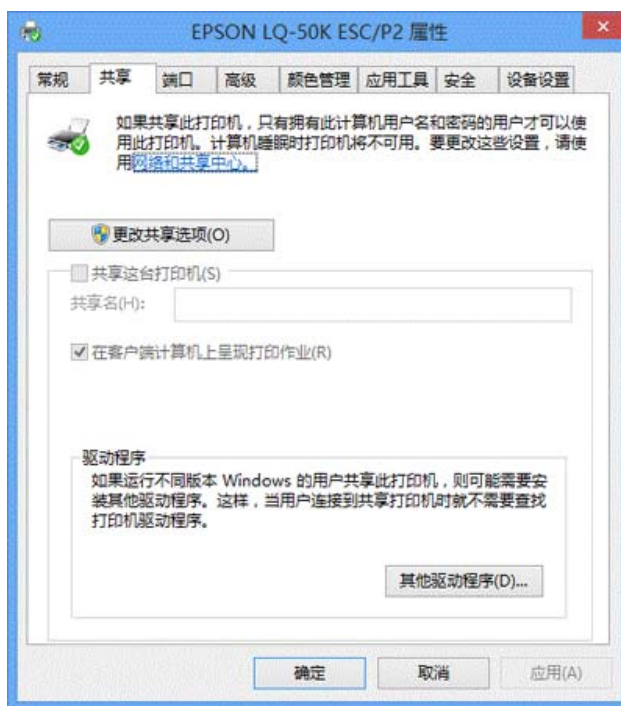 EPSON LQ-50K ESC/P2 属性
常规 共享 端口 高级 颜色管理 应用工具 安全 设备设置
如果共享此打印机，只有拥有此计算机用户名和密码的用户才可以使
用此打印机。计算机睡眠时打印机将不可用。要更改这些设置，请使
用网络和共享中心。
更改共享选项(O)
共享这台打印机(S)
共享名(H):
在客户端计算机上呈现打印作业(R)
驱动程序
如果运行不同版本 Windows 的用户共享此打印机，则可能需要安
装其他驱动程序。这样，当用户连接到共享打印机时就不需要查找
打印机驱动程序。
其他驱动程序(D)...
确定 取消 应用(A)